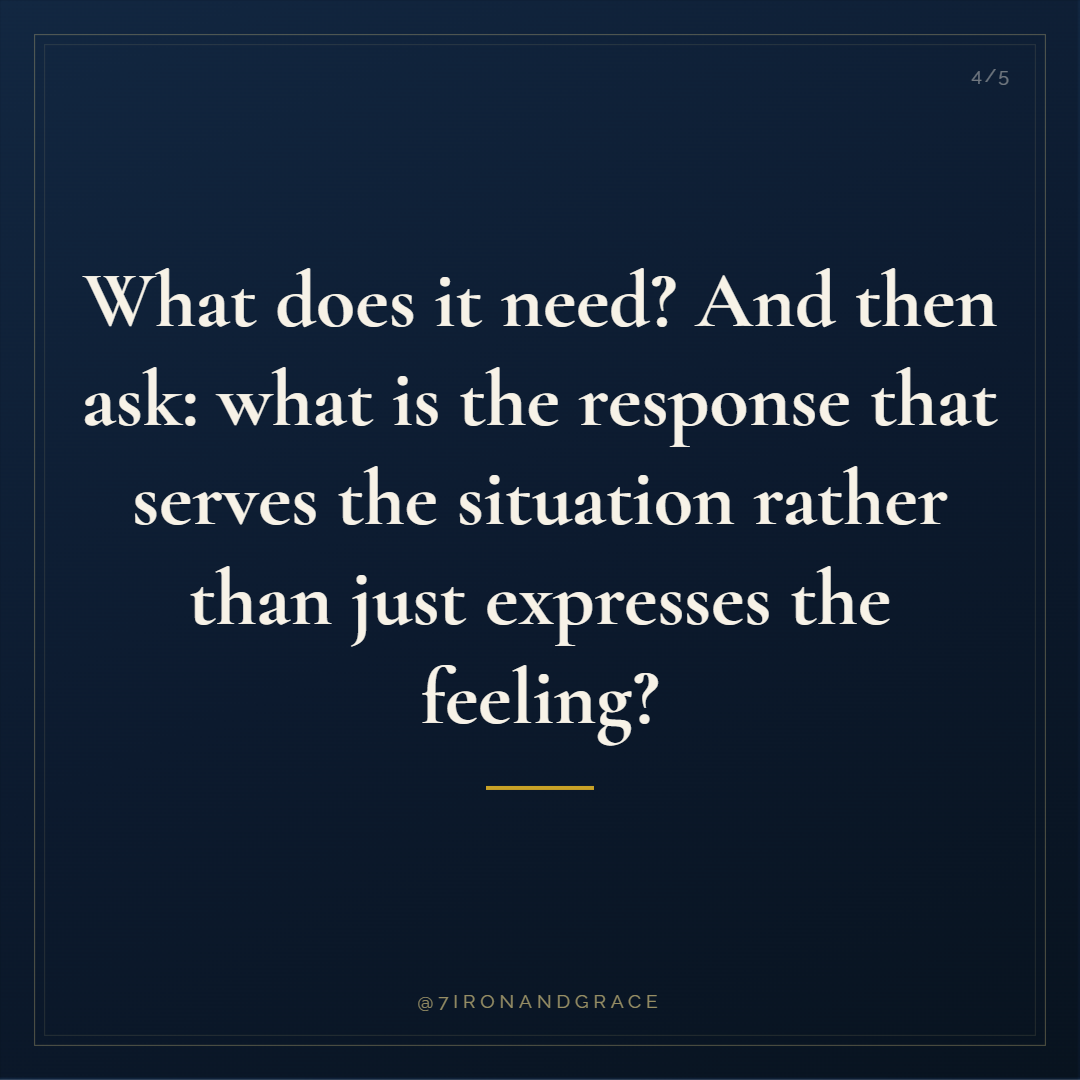 4/5
What does it need? And then
ask: what is the response that
serves the situation rather
than just expresses the
feeling?
@7IRONANDGRACE